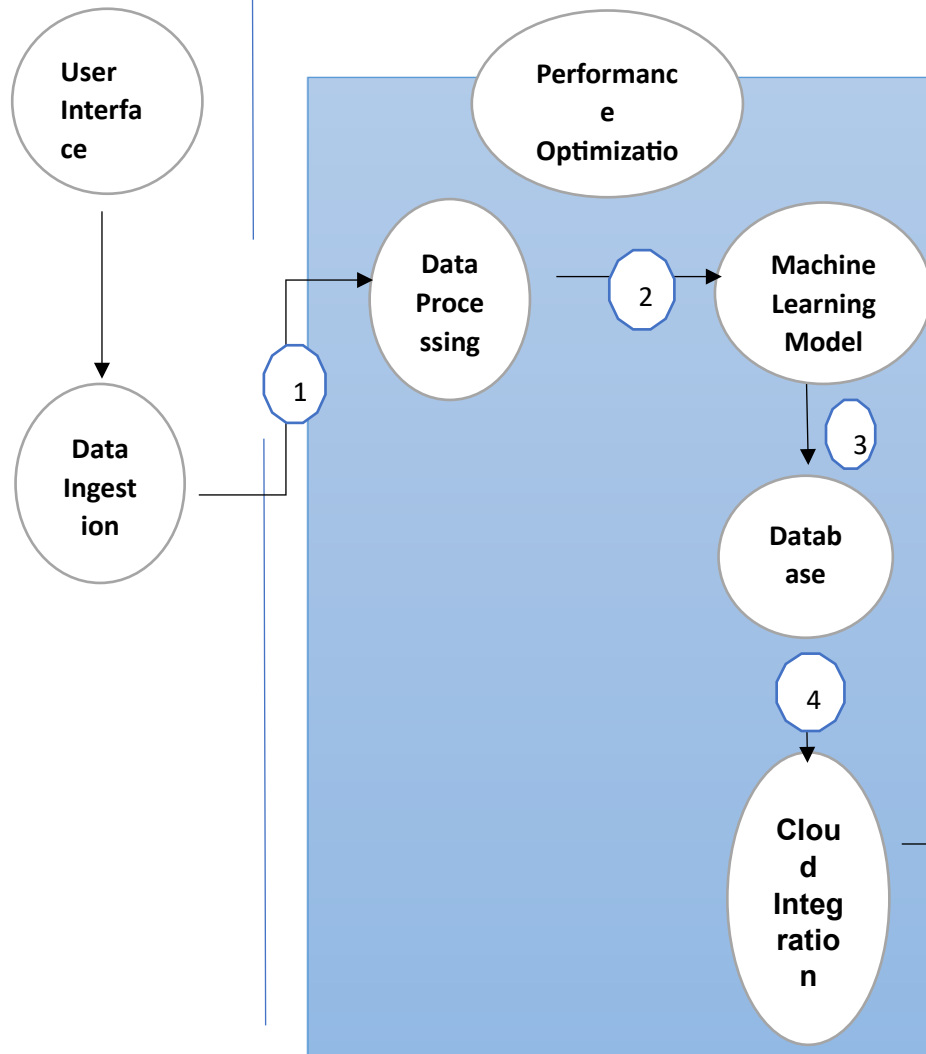 User
Interfa
ce
Performanc
e
Optimizatio
Data
Proce
ssing
2
Machine
Learning
Model
1
3
Data
Ingest
ion
Datab
ase
4
Clou
d
Integ
ratio
n